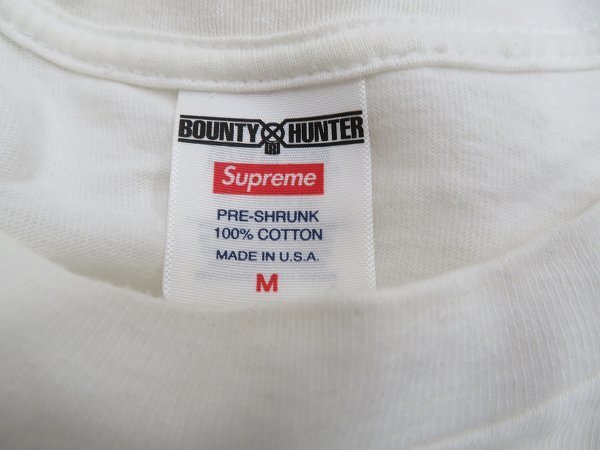 BOUNTY HUNTER
Supreme
PRE-SHRUNK
100% COTTON
MADE IN U.S.A.
M